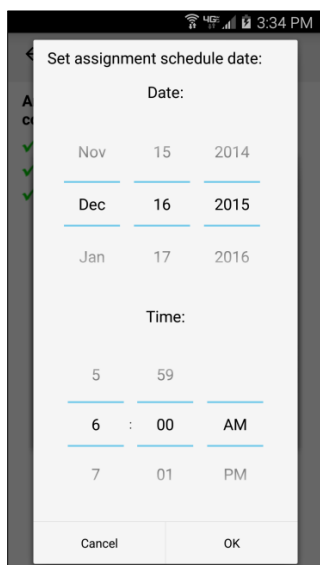 4G 3:34 PM
Set assignment schedule date:
A
Date:
c
Nov 15 2014
Dec 16 2015
Jan 17 2016
Time:
5 59
6 : 00 AM
7 01 PM
Cancel OK